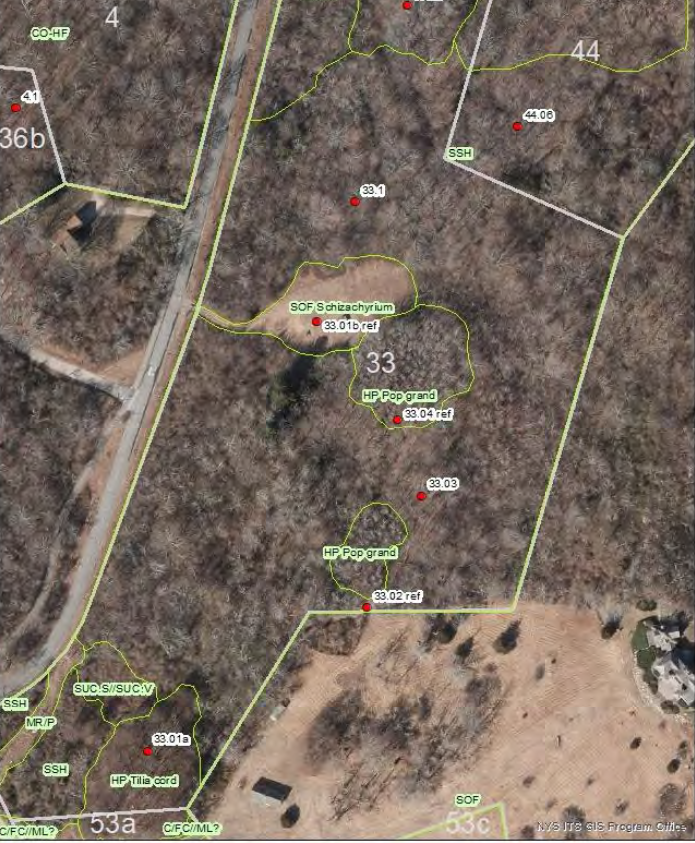 4
CO-HF
44
4.1
44.06
36b
SSH
33.1
SOF Schizachyrium
33.01b ref
33
HP Pop grand
33.04 ref
33.03
HP Pop grand
33.02 ref
SUC:S//SUC:V
SSH
MR/P
33.01a
SSH
HP Tilia cord
SOF
C/FC//ML?
53a
C/FC//ML?
53c
NYS ITS GIS Program Office